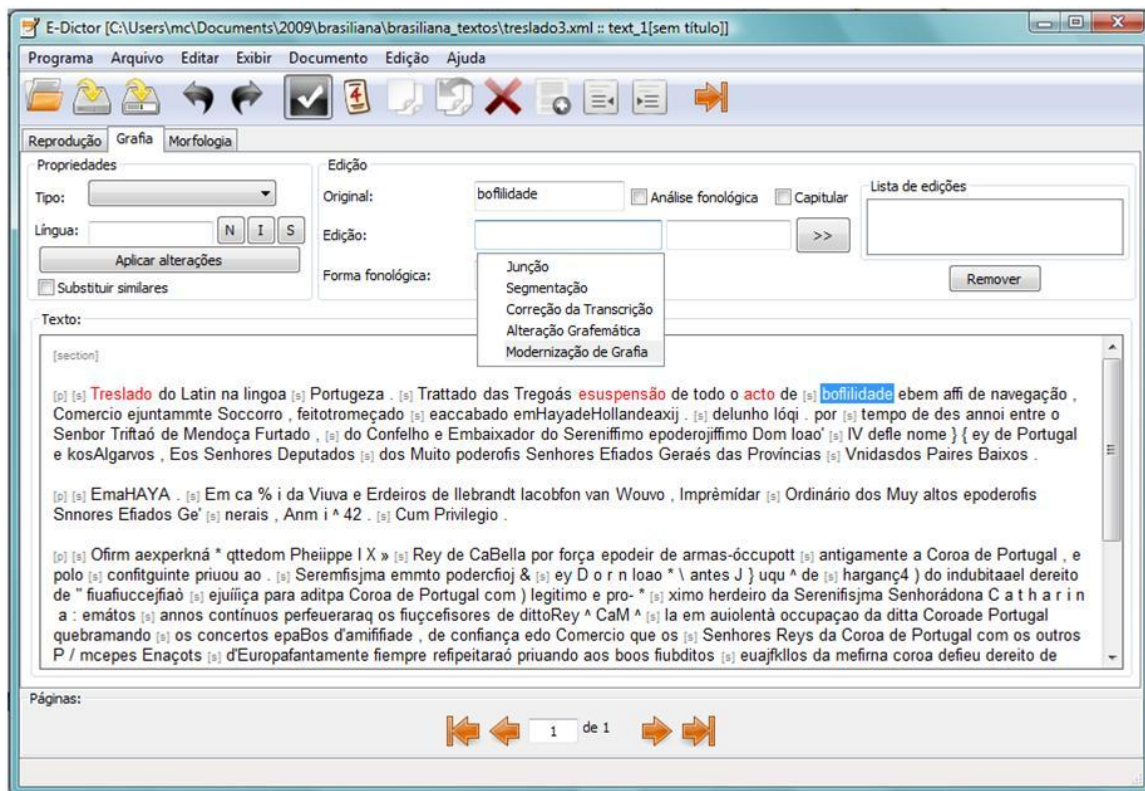 E-Dictor [C:\Users\mc\Documents\2009\brasiliana\brasiliana_textos\treslado3.xml :: text_1[sem título]]
Programa Arquivo Editar Exibir Documento Edição Ajuda
Reprodução Grafia Morfologia
Propriedades
Tipo:
Língua: N I S
Aplicar alterações
Substituir similares
Edição
Original: boflilidade Análise fonológica Capitular
Edição: >>
Forma fonológica:
Junção
Segmentação
Correção da Transcrição
Alteração Grafemática
Modernização de Grafia
Lista de edições
Remover
Texto:
[section]
[p] [s] Treslado do Latin na lingoa [s] Portugeza . [s] Trattado das Tregoás esuspensão de todo o acto de [s] boflilidade ebem affi de navegação ,
Comercio ejuntammte Soccorro , feitotromeçado [s] eaccabado emHayadeHollandeaxij . [s] delunho lóqi . por [s] tempo de des annoi entre o
Senbor Triftaó de Mendoça Furtado , [s] do Confelho e Embaixador do Sereniffimo epoderojiffimo Dom Ioao' [s] IV defle nome } { ey de Portugal
e kosAlgarvos , Eos Senhores Deputados [s] dos Muito poderofis Senhores Efiados Geraés das Províncias [s] Vnidasdos Paires Baixos .
[p] [s] EmaHAYA . [s] Em ca % i da Viuva e Erdeiros de Ilebrandt Iacobfon van Wouvo , Imprèmídar [s] Ordinário dos Muy altos epoderofis
Snnores Efiados Ge' [s] nerais , Anm i ^ 42 . [s] Cum Privilegio .
[p] [s] Ofirm aexperkná * qttedom Pheiippe I X » [s] Rey de CaBella por força epodeir de armas-óccupott [s] antigamente a Coroa de Portugal , e
polo [s] confitguinte priuou ao . [s] Seremfisjma emmto podercfioj & [s] ey D o r n Ioao * \ antes J } uqu ^ de [s] harganç4 ) do indubitaael dereito
de " fiuafiuccejfiaò [s] ejuíiiça para aditpa Coroa de Portugal com ) legitimo e pro- * [s] ximo herdeiro da Serenifisjma Senhorádona C a t h a r i n
a : emátos [s] annos contínuos perfeueraraq os fiuçcefisores de dittoRey ^ CaM ^ [s] la em auiolentà occupaçao da ditta Coroade Portugal
quebramando [s] os concertos epaBos d'amififiade , de confiança edo Comercio que os [s] Senhores Reys da Coroa de Portugal com os outros
P / mcepes Enaçots [s] d'Europafantamente fiempre refipeitaraó priuando aos boos fiubditos [s] euajfkllos da mefirna coroa defieu dereito de
Páginas:
1 de 1